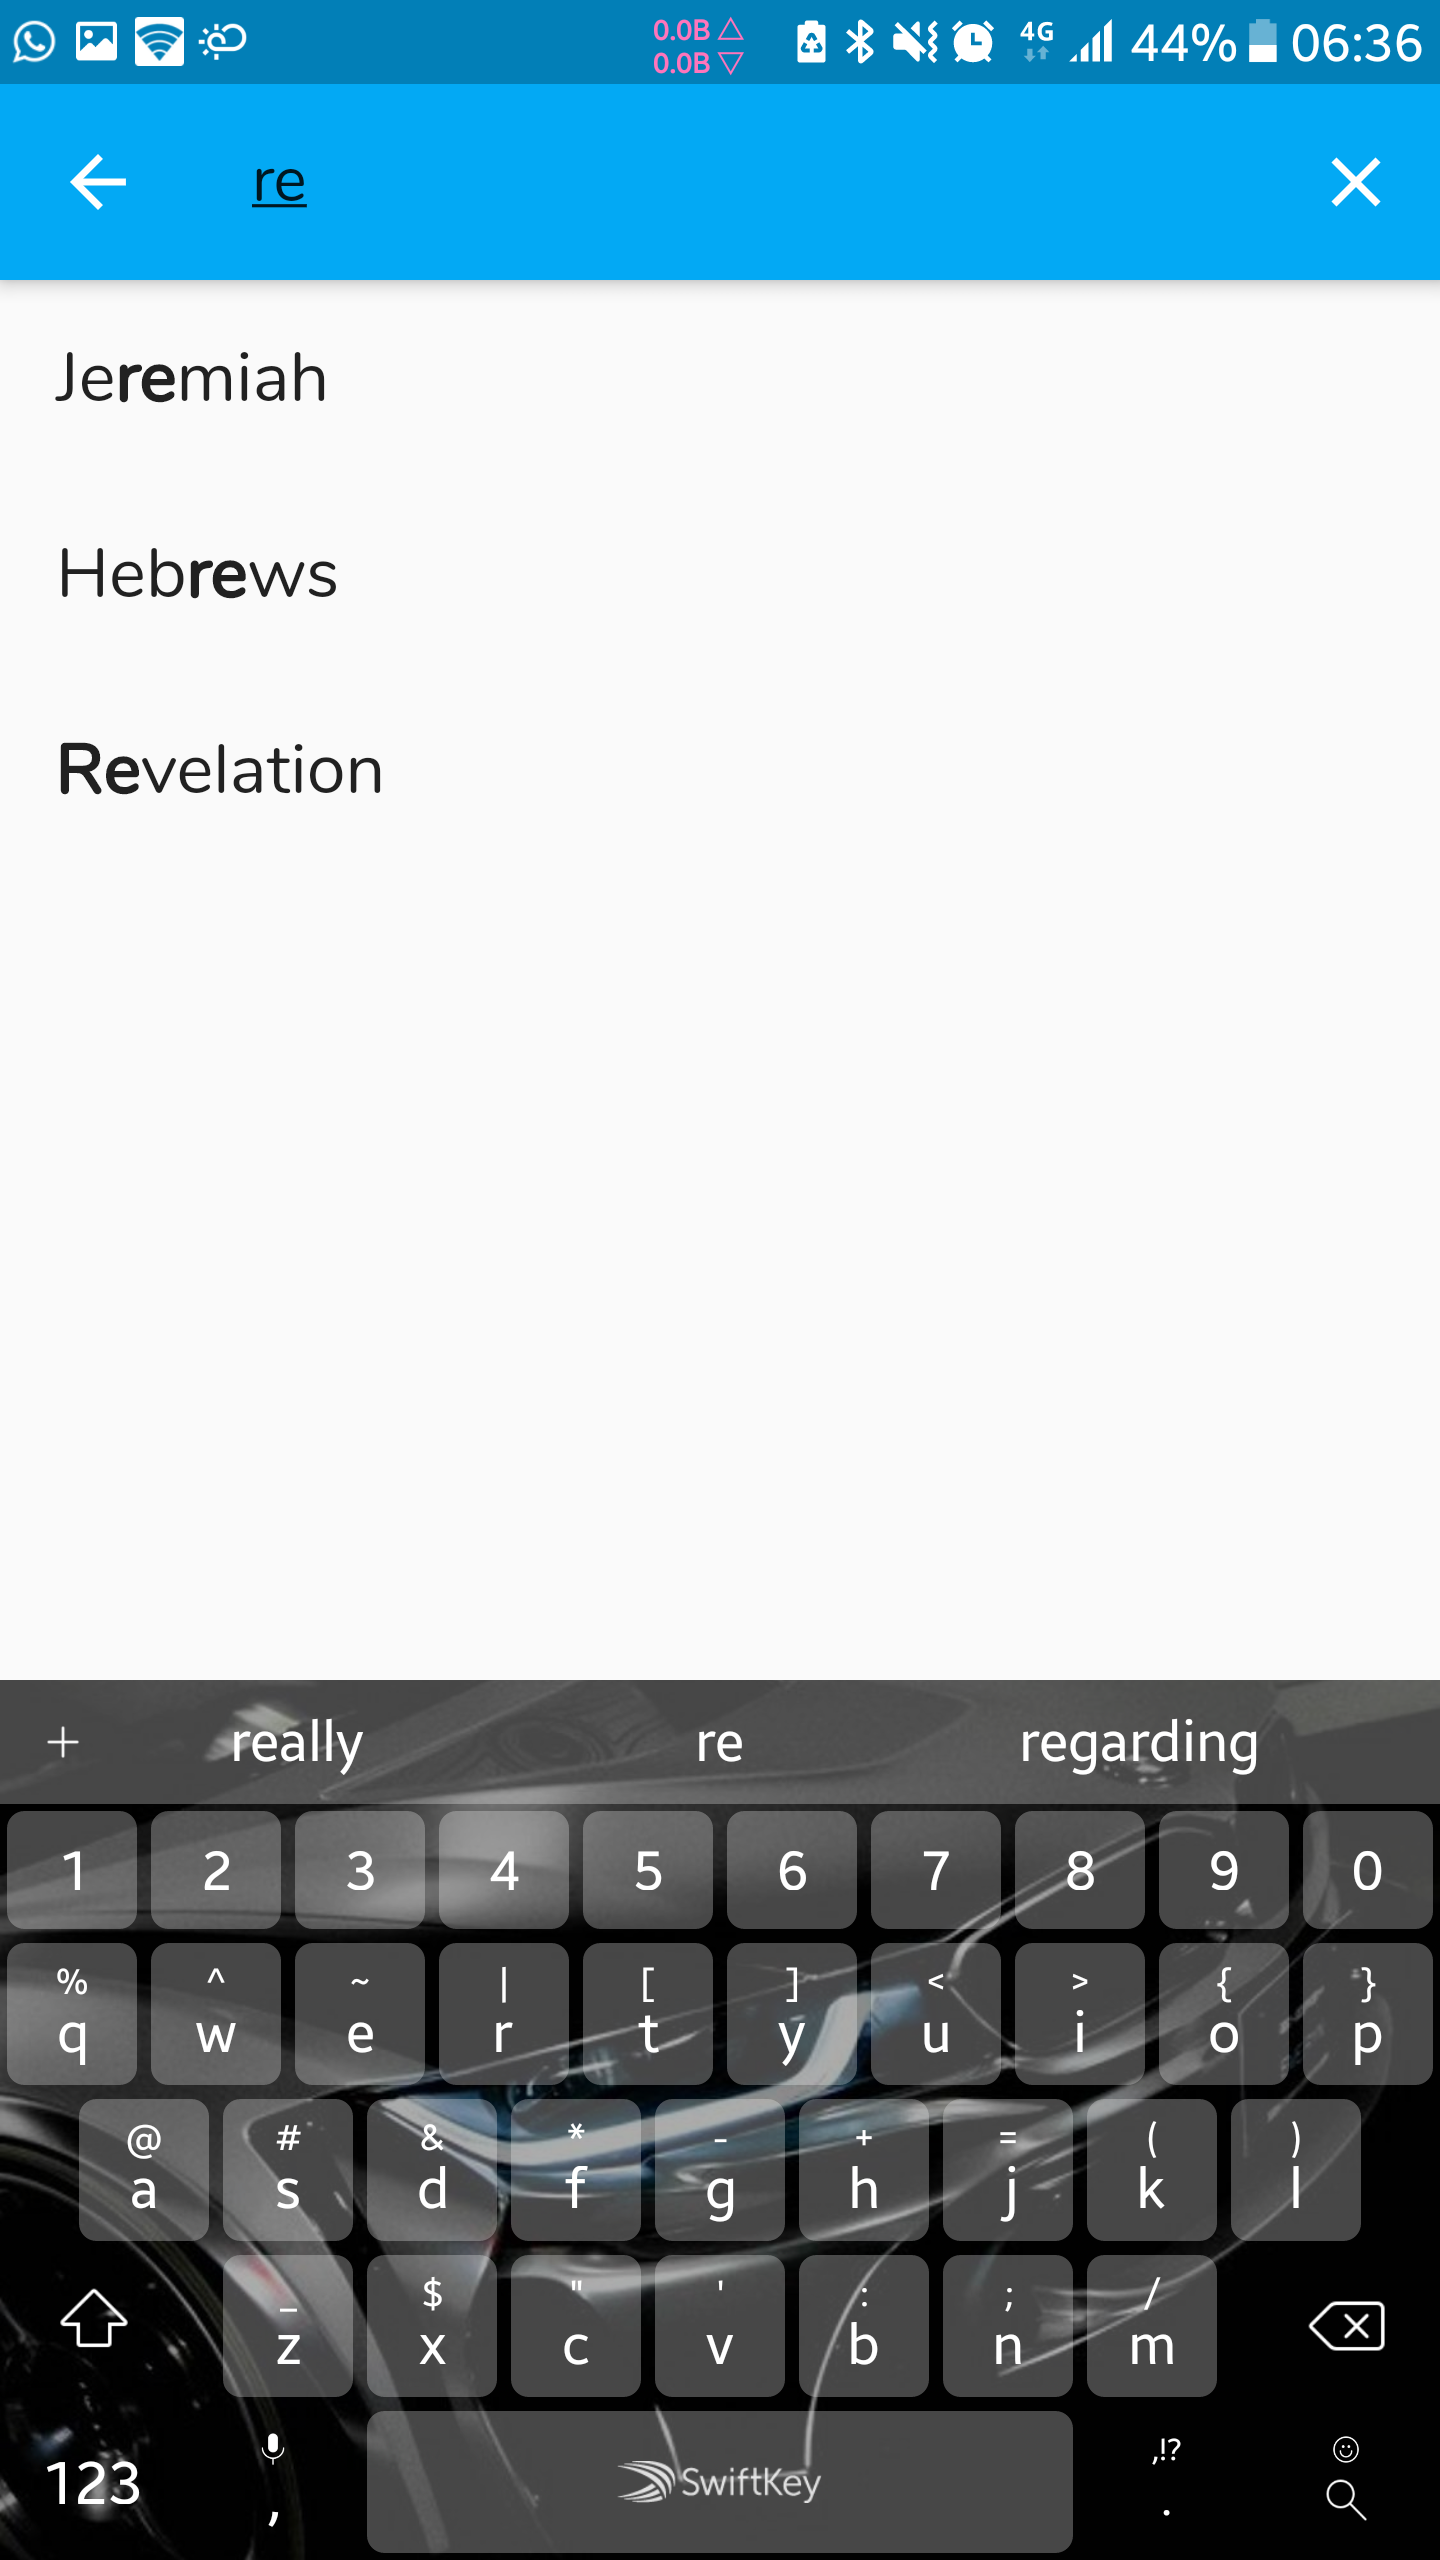 0.0B △ 4G 44% 06:36
0.0B ▽
re
Jeremiah
Hebrews
Revelation
+ really re regarding
1 2 3 4 5 6 7 8 9 0
% ^ ~ | [ ] < > { }
q w e r t y u i o p
@ # & * - + = ( )
a s d f g h j k l
_ $ " ' : ; /
z x c v b n m
,!?
123 , SwiftKey .